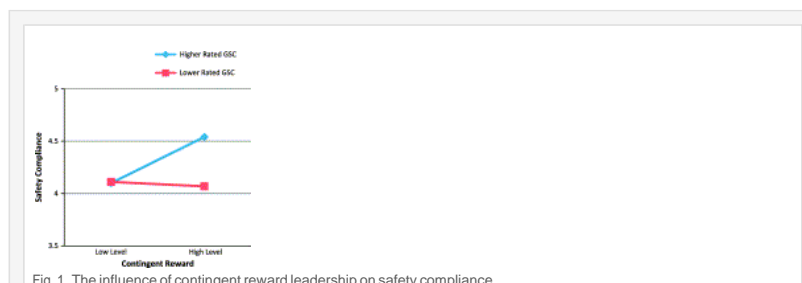 Higher Rated GSC
Lower Rated GSC
5
4.5
4
3.5
Safety Compliance
Low Level High Level
Contingent Reward
Fig. 1. The influence of contingent reward leadership on safety compliance